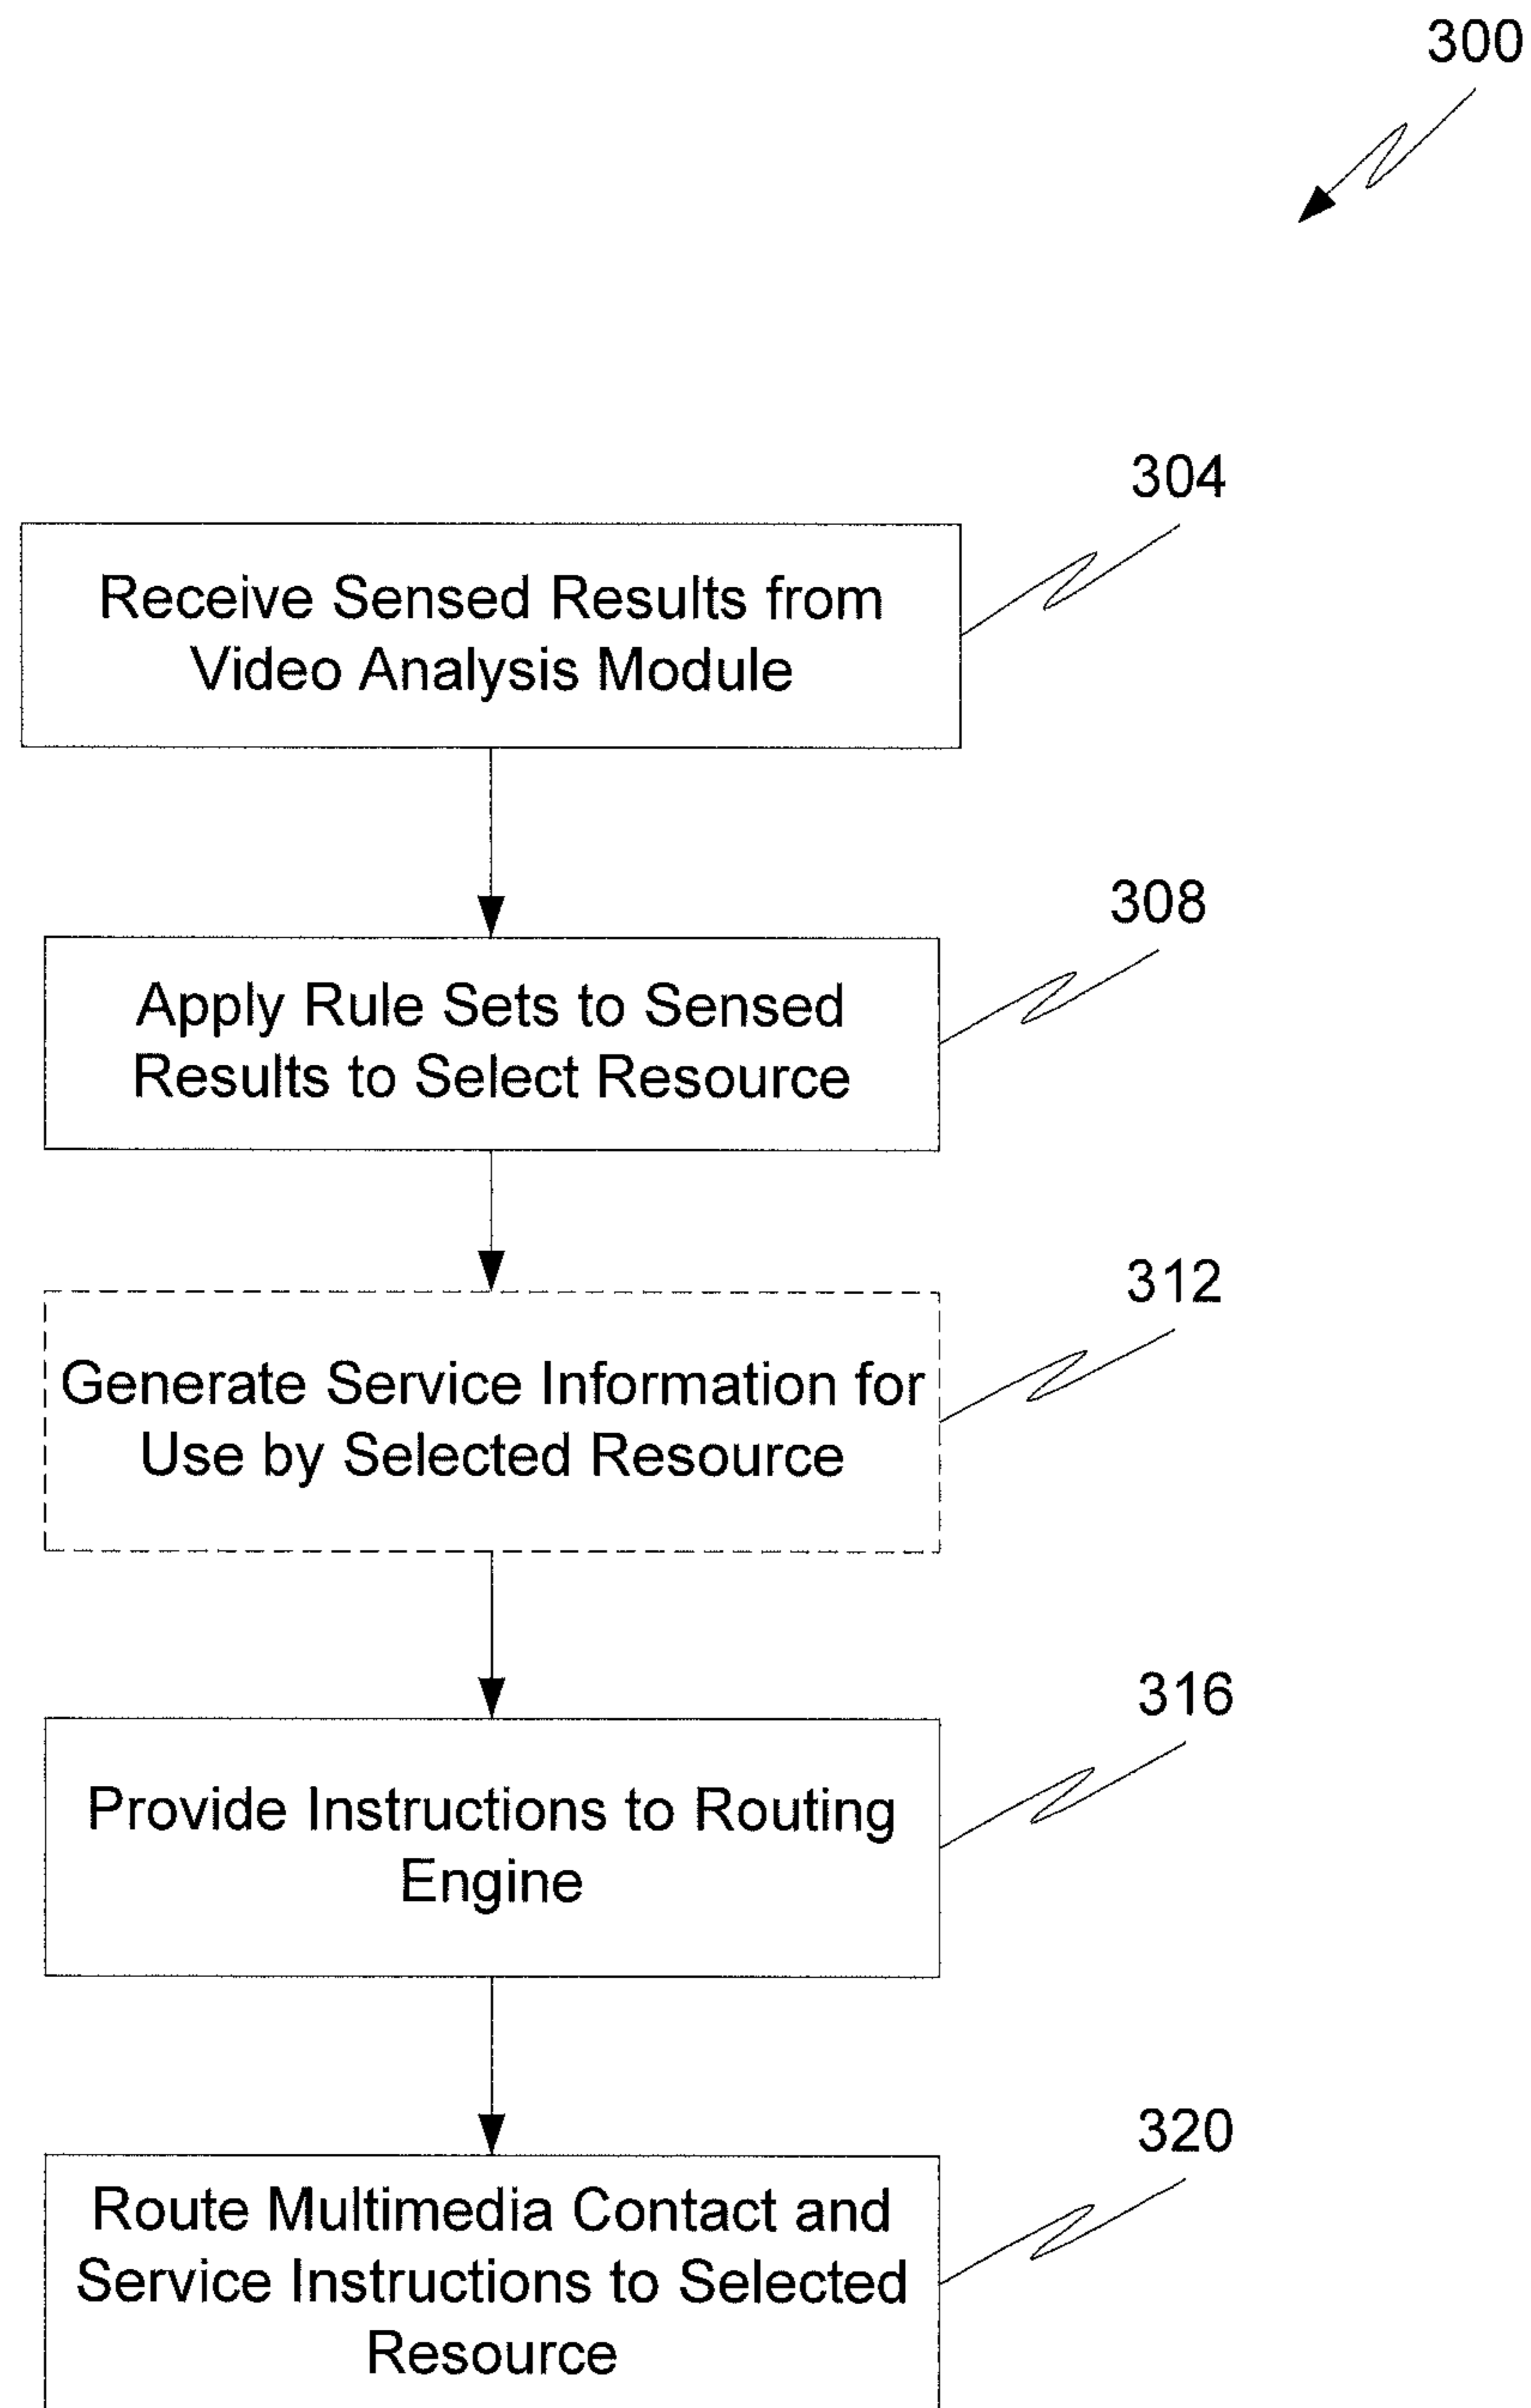 300
304
Receive Sensed Results from
Video Analysis Module
308
Apply Rule Sets to Sensed
Results to Select Resource
312
Generate Service Information for
Use by Selected Resource
316
Provide Instructions to Routing
Engine
320
Route Multimedia Contact and
Service Instructions to Selected
Resource